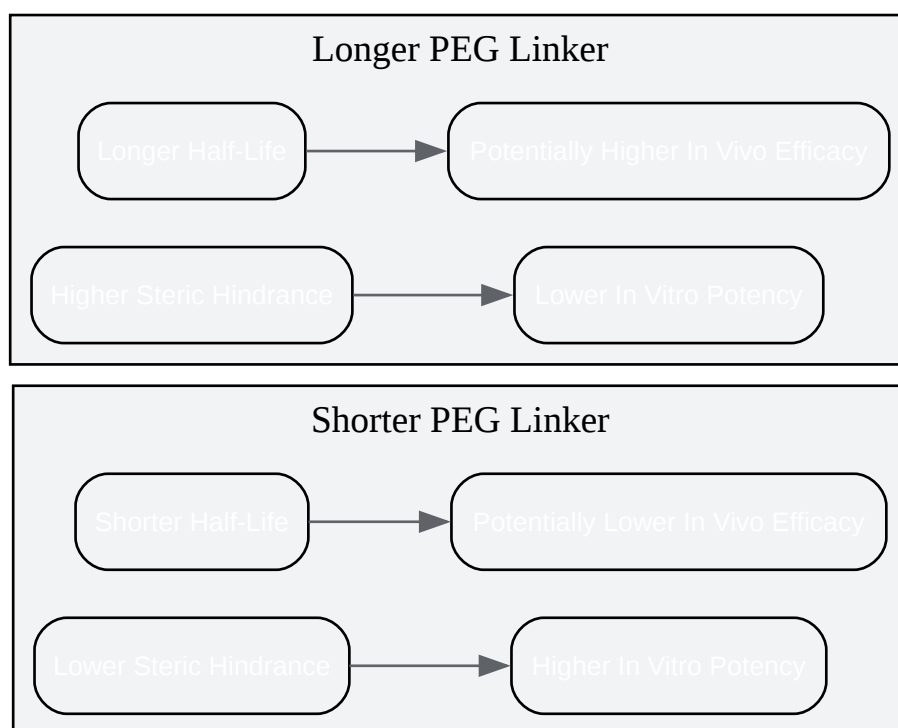 Longer PEG Linker
Longer Half-Life
Potentially Higher In Vivo Efficacy
Higher Steric Hindrance
Lower In Vitro Potency
Shorter PEG Linker
Shorter Half-Life
Potentially Lower In Vivo Efficacy
Lower Steric Hindrance
Higher In Vitro Potency